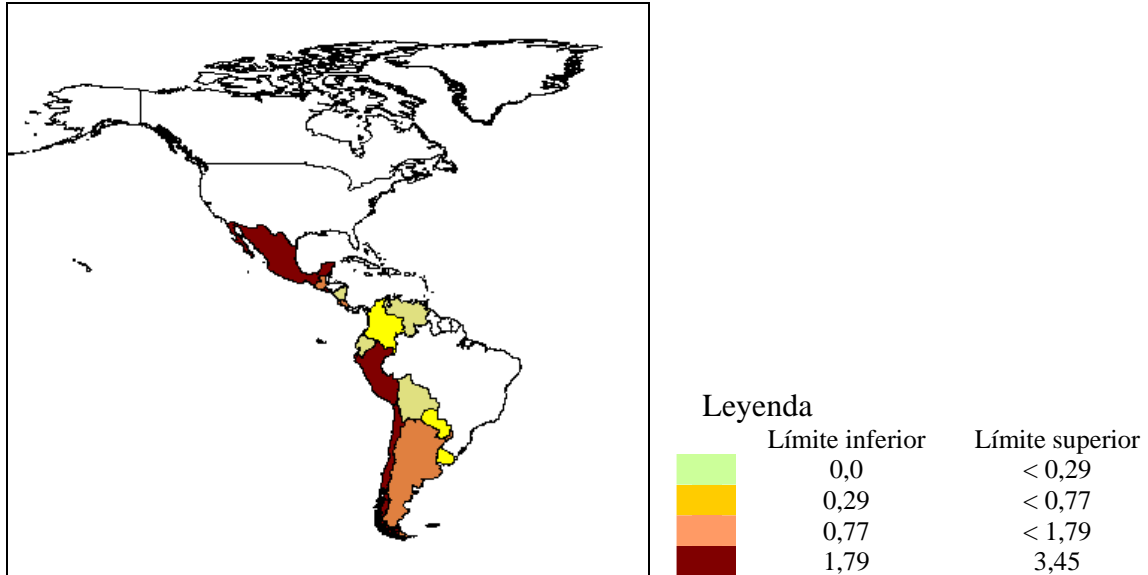 Leyenda
Límite inferior Límite superior
0,0 < 0,29
0,29 < 0,77
0,77 < 1,79
1,79 3,45